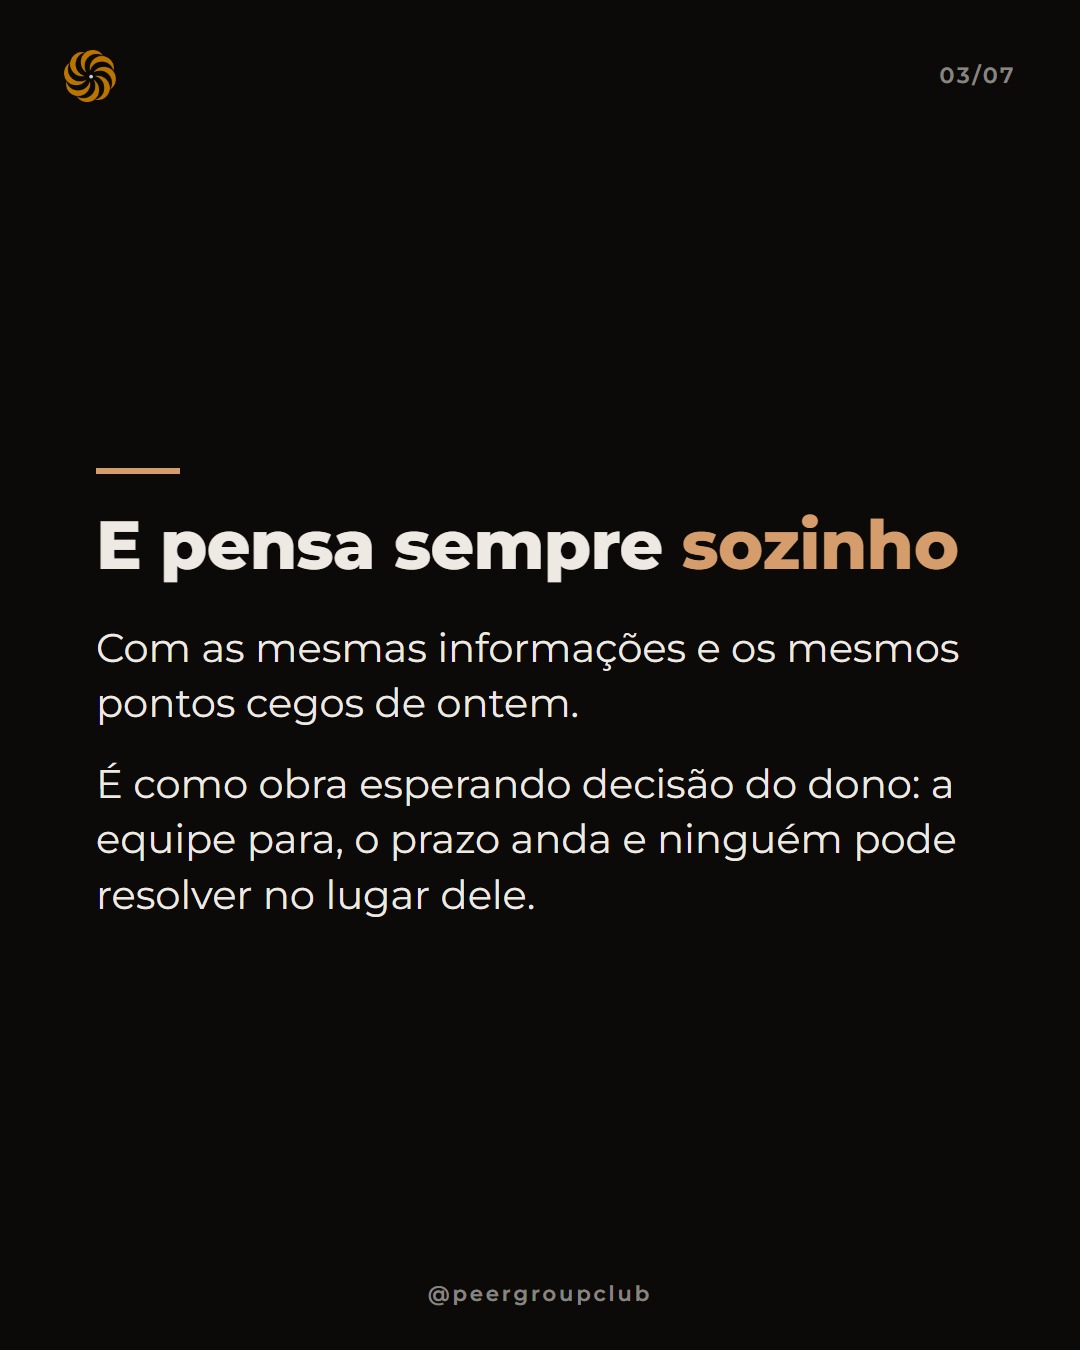 03/07
E pensa sempre sozinho
Com as mesmas informações e os mesmos
pontos cegos de ontem.
É como obra esperando decisão do dono: a
equipe para, o prazo anda e ninguém pode
resolver no lugar dele.
@peergroupclub